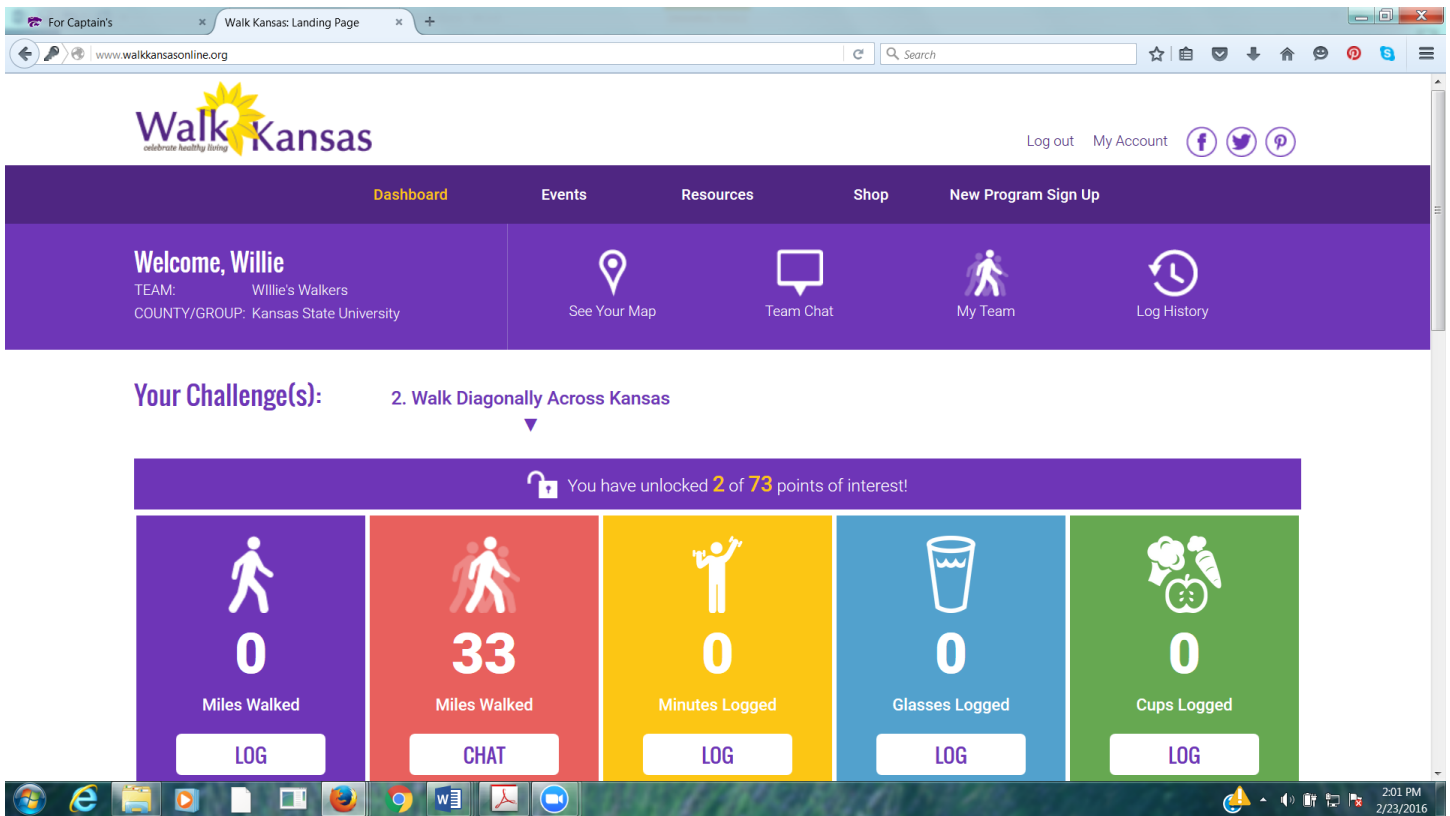 For Captain's
Walk Kansas: Landing Page
www.walkkansasonline.org
Search
Walk Kansas
celebrate healthy living
Log out My Account
Dashboard Events Resources Shop New Program Sign Up
Welcome, Willie
TEAM: WIllie's Walkers
COUNTY/GROUP: Kansas State University
See Your Map Team Chat My Team Log History
Your Challenge(s): 2. Walk Diagonally Across Kansas
You have unlocked 2 of 73 points of interest!
0 33 0 0 0
Miles Walked Miles Walked Minutes Logged Glasses Logged Cups Logged
LOG CHAT LOG LOG LOG
2:01 PM
2/23/2016